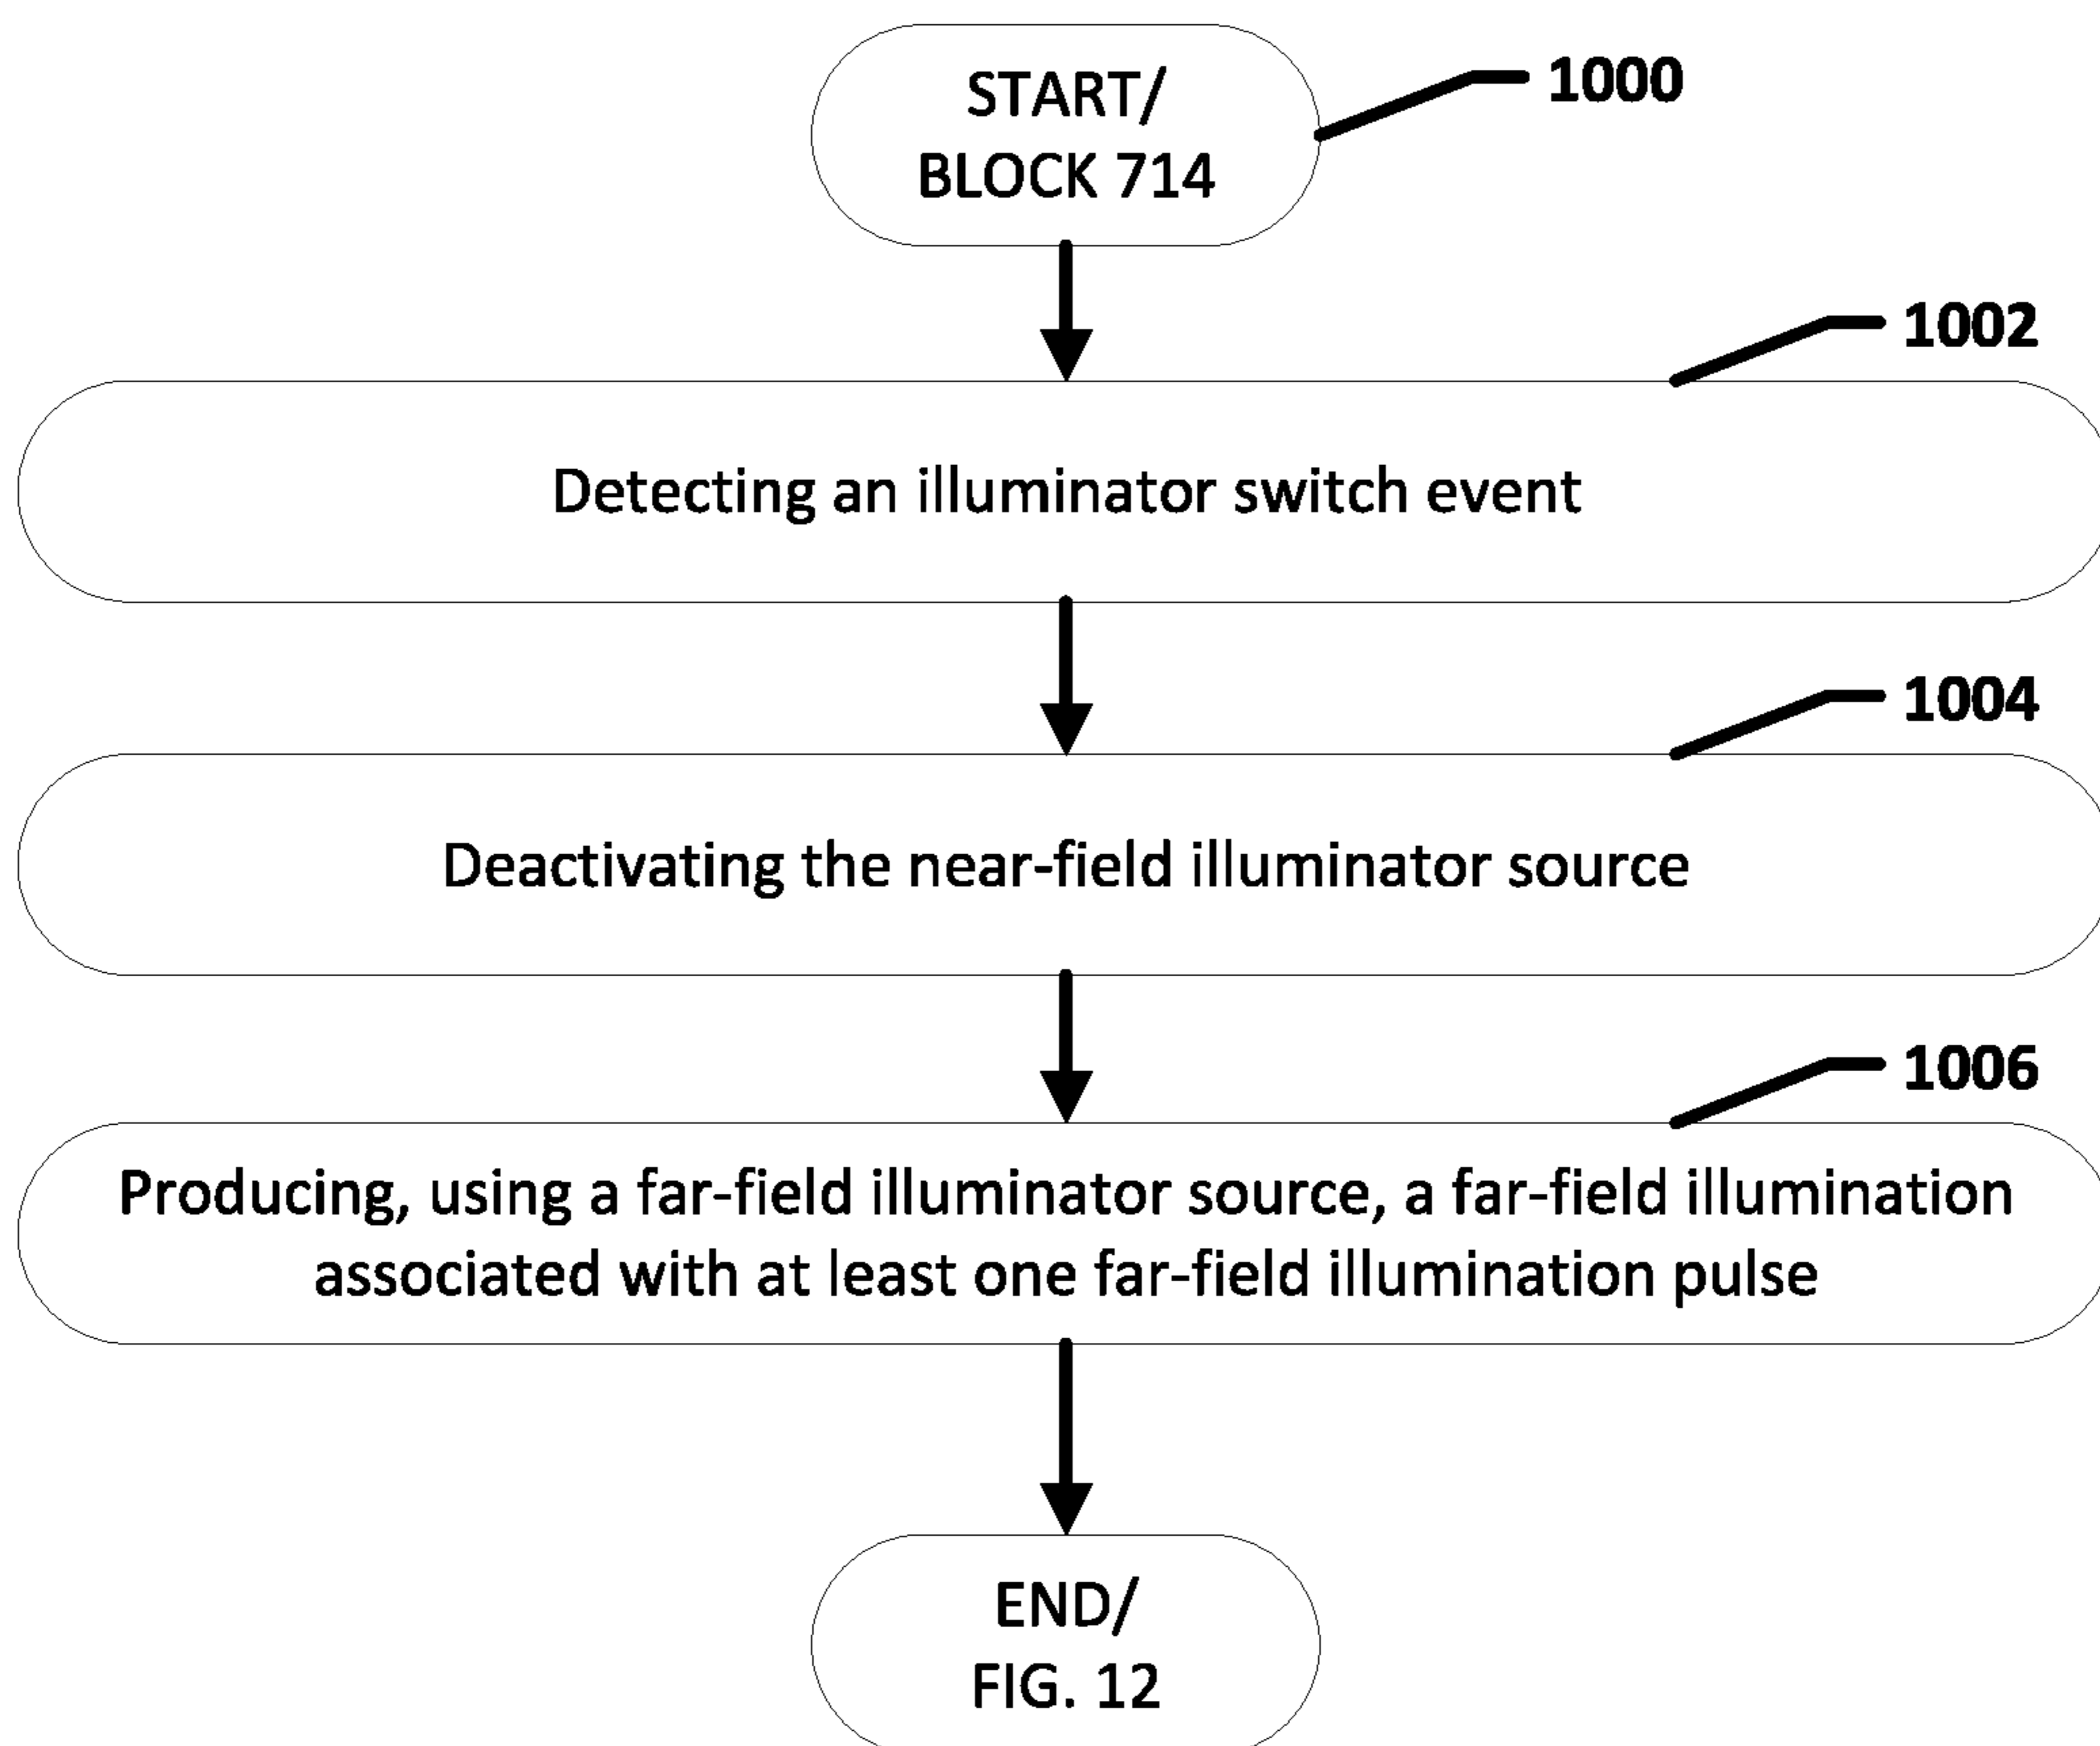 START/
BLOCK 714
1000
1002
Detecting an illuminator switch event
1004
Deactivating the near-field illuminator source
1006
Producing, using a far-field illuminator source, a far-field illumination
associated with at least one far-field illumination pulse
END/
FIG. 12